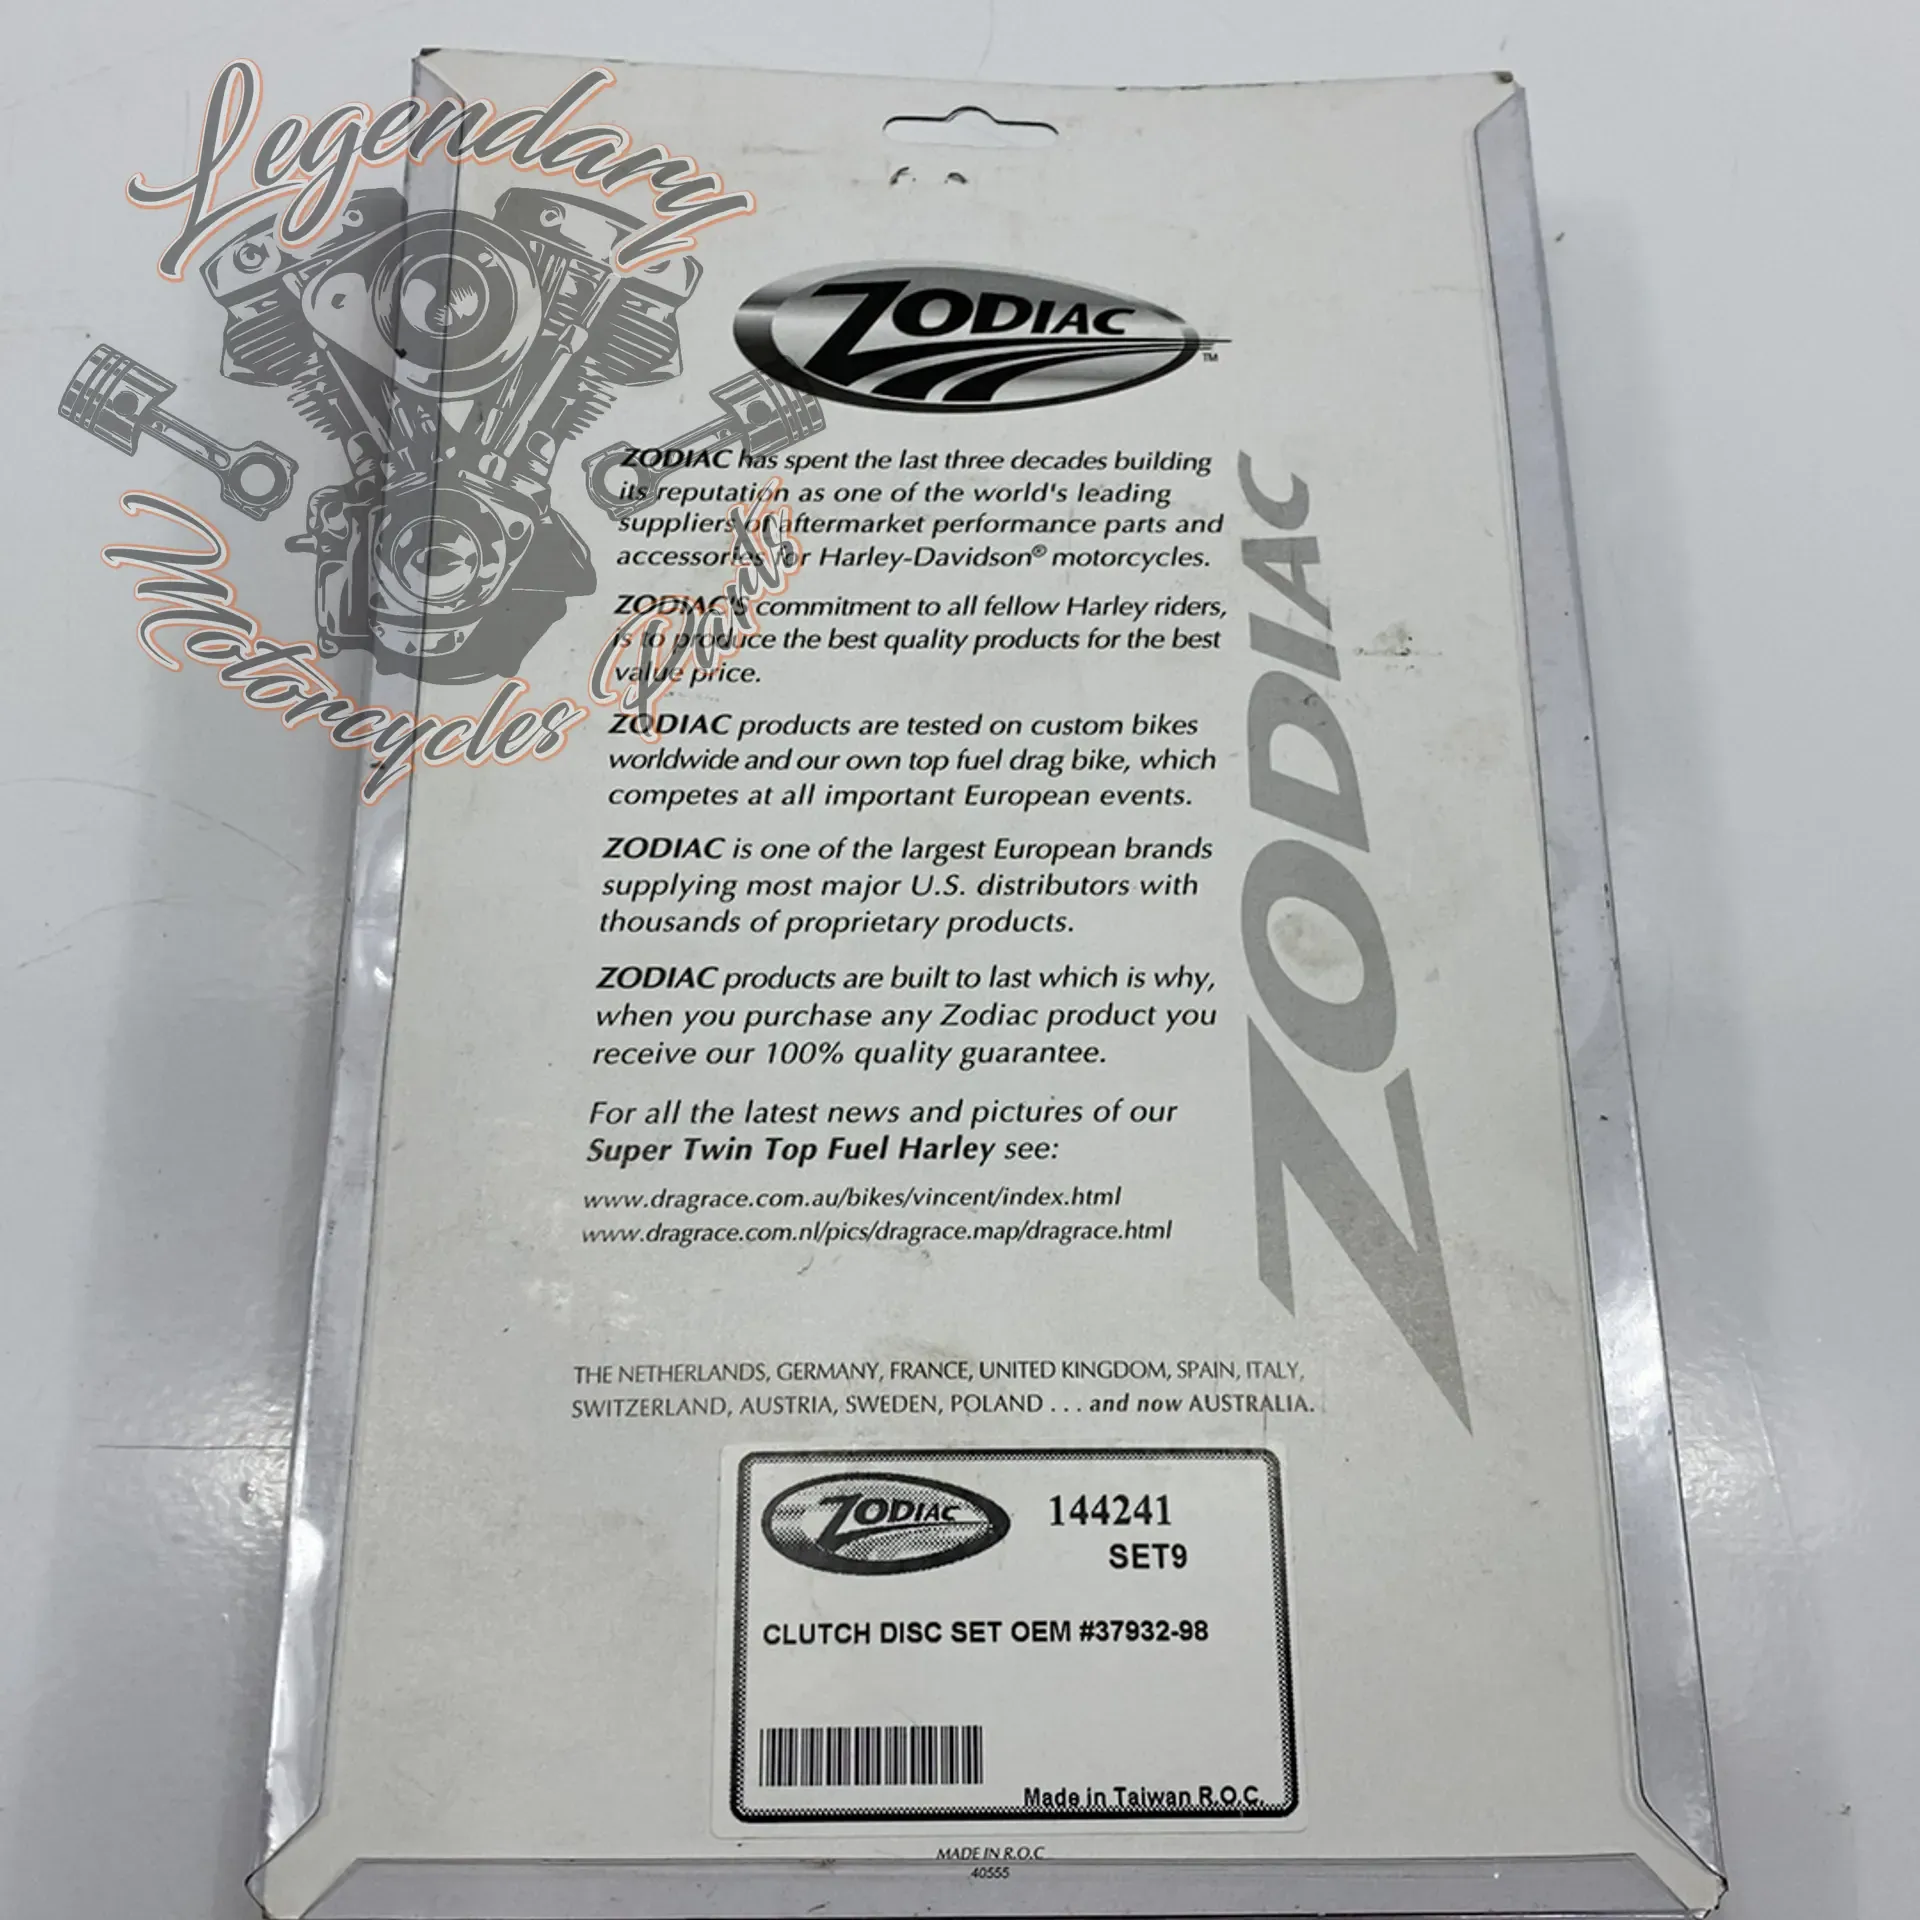 Legendary
Motorcycles Parts
ZODIAC
TM
ZODIAC has spent the last three decades building
its reputation as one of the world's leading
suppliers of aftermarket performance parts and
accessories for Harley-Davidson® motorcycles.
ZODIAC'S commitment to all fellow Harley riders,
is to produce the best quality products for the best
value price.
ZODIAC products are tested on custom bikes
worldwide and our own top fuel drag bike, which
competes at all important European events.
ZODIAC is one of the largest European brands
supplying most major U.S. distributors with
thousands of proprietary products.
ZODIAC products are built to last which is why,
when you purchase any Zodiac product you
receive our 100% quality guarantee.
For all the latest news and pictures of our
Super Twin Top Fuel Harley see:
www.dragrace.com.au/bikes/vincent/index.html
www.dragrace.com.nl/pics/dragrace.map/dragrace.html
ZODIAC
THE NETHERLANDS, GERMANY, FRANCE, UNITED KINGDOM, SPAIN, ITALY,
SWITZERLAND, AUSTRIA, SWEDEN, POLAND . . . and now AUSTRALIA.
ZODIAC
144241
SET9
CLUTCH DISC SET OEM #37932-98
Made in Taiwan R.O.C.
MADE IN R.O.C
40555